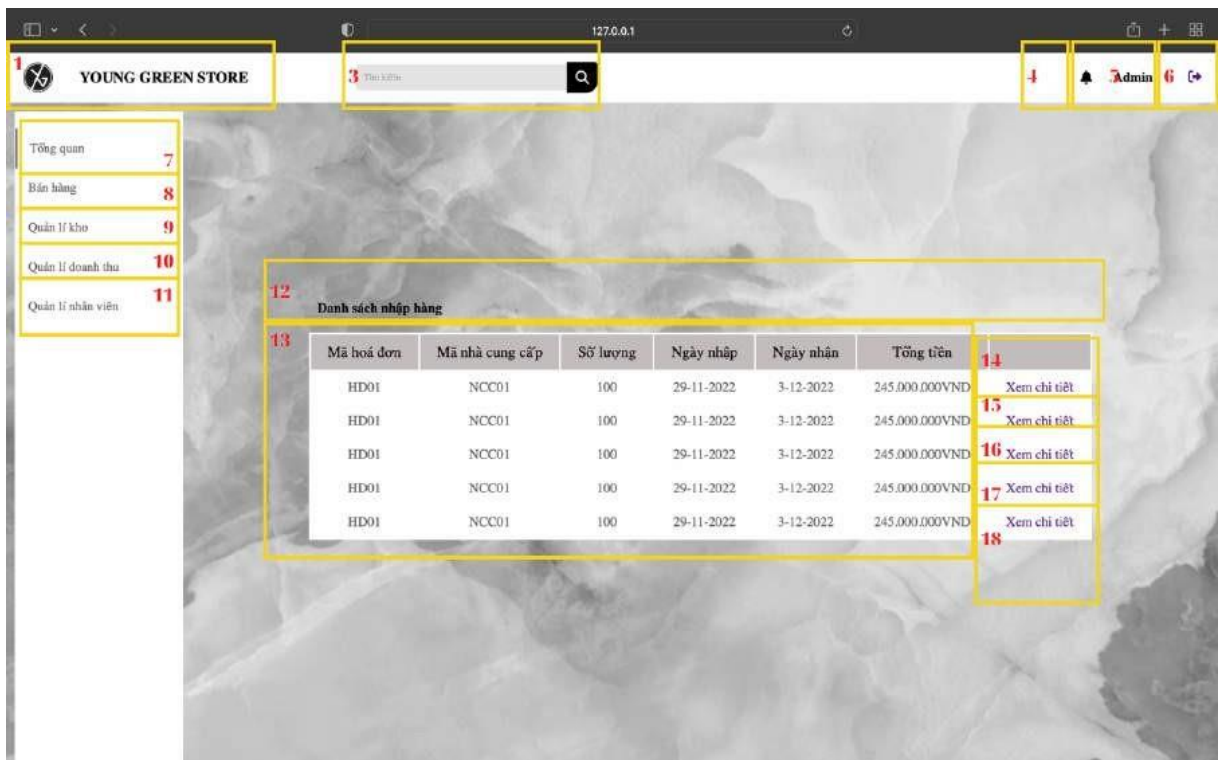 127.0.0.1
1 YOUNG GREEN STORE 3 Tìm kiếm 4 5 Admin 6
Tổng quan 7
Bán hàng 8
Quản lí kho 9
Quản lí doanh thu 10
Quản lí nhân viên 11
12 Danh sách nhập hàng
13 Mã hoá đơn Mã nhà cung cấp Số lượng Ngày nhập Ngày nhận Tổng tiền 14
HD01 NCC01 100 29-11-2022 3-12-2022 245.000.000VND Xem chi tiết
15
HD01 NCC01 100 29-11-2022 3-12-2022 245.000.000VND Xem chi tiết
HD01 NCC01 100 29-11-2022 3-12-2022 245.000.000VND 16 Xem chi tiết
HD01 NCC01 100 29-11-2022 3-12-2022 245.000.000VND 17 Xem chi tiết
HD01 NCC01 100 29-11-2022 3-12-2022 245.000.000VND Xem chi tiết
18